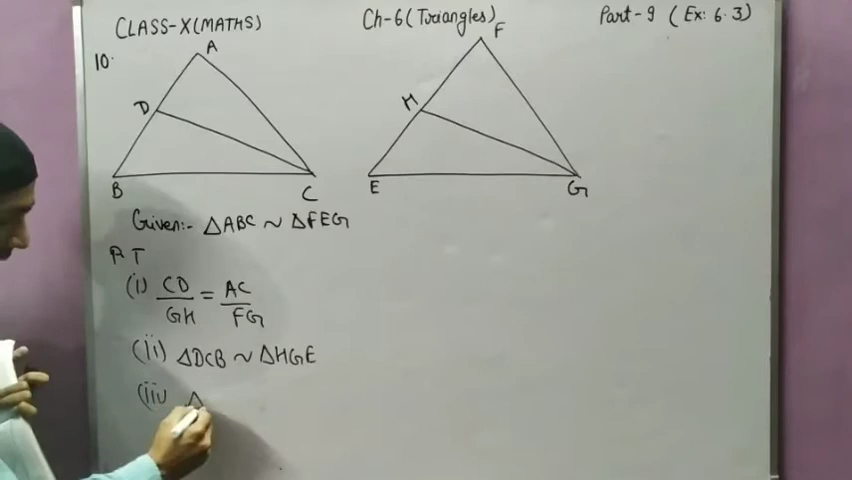 CLASS-X(MATHS) Ch-6(Triangles) Part-9 (Ex: 6.3)
10.
A
D
B C
F
H
E G
Given:- △ABC ~ △FEG
P.T
(i) CD/GH = AC/FG
(ii) △DCB ~ △HGE
(iii) △